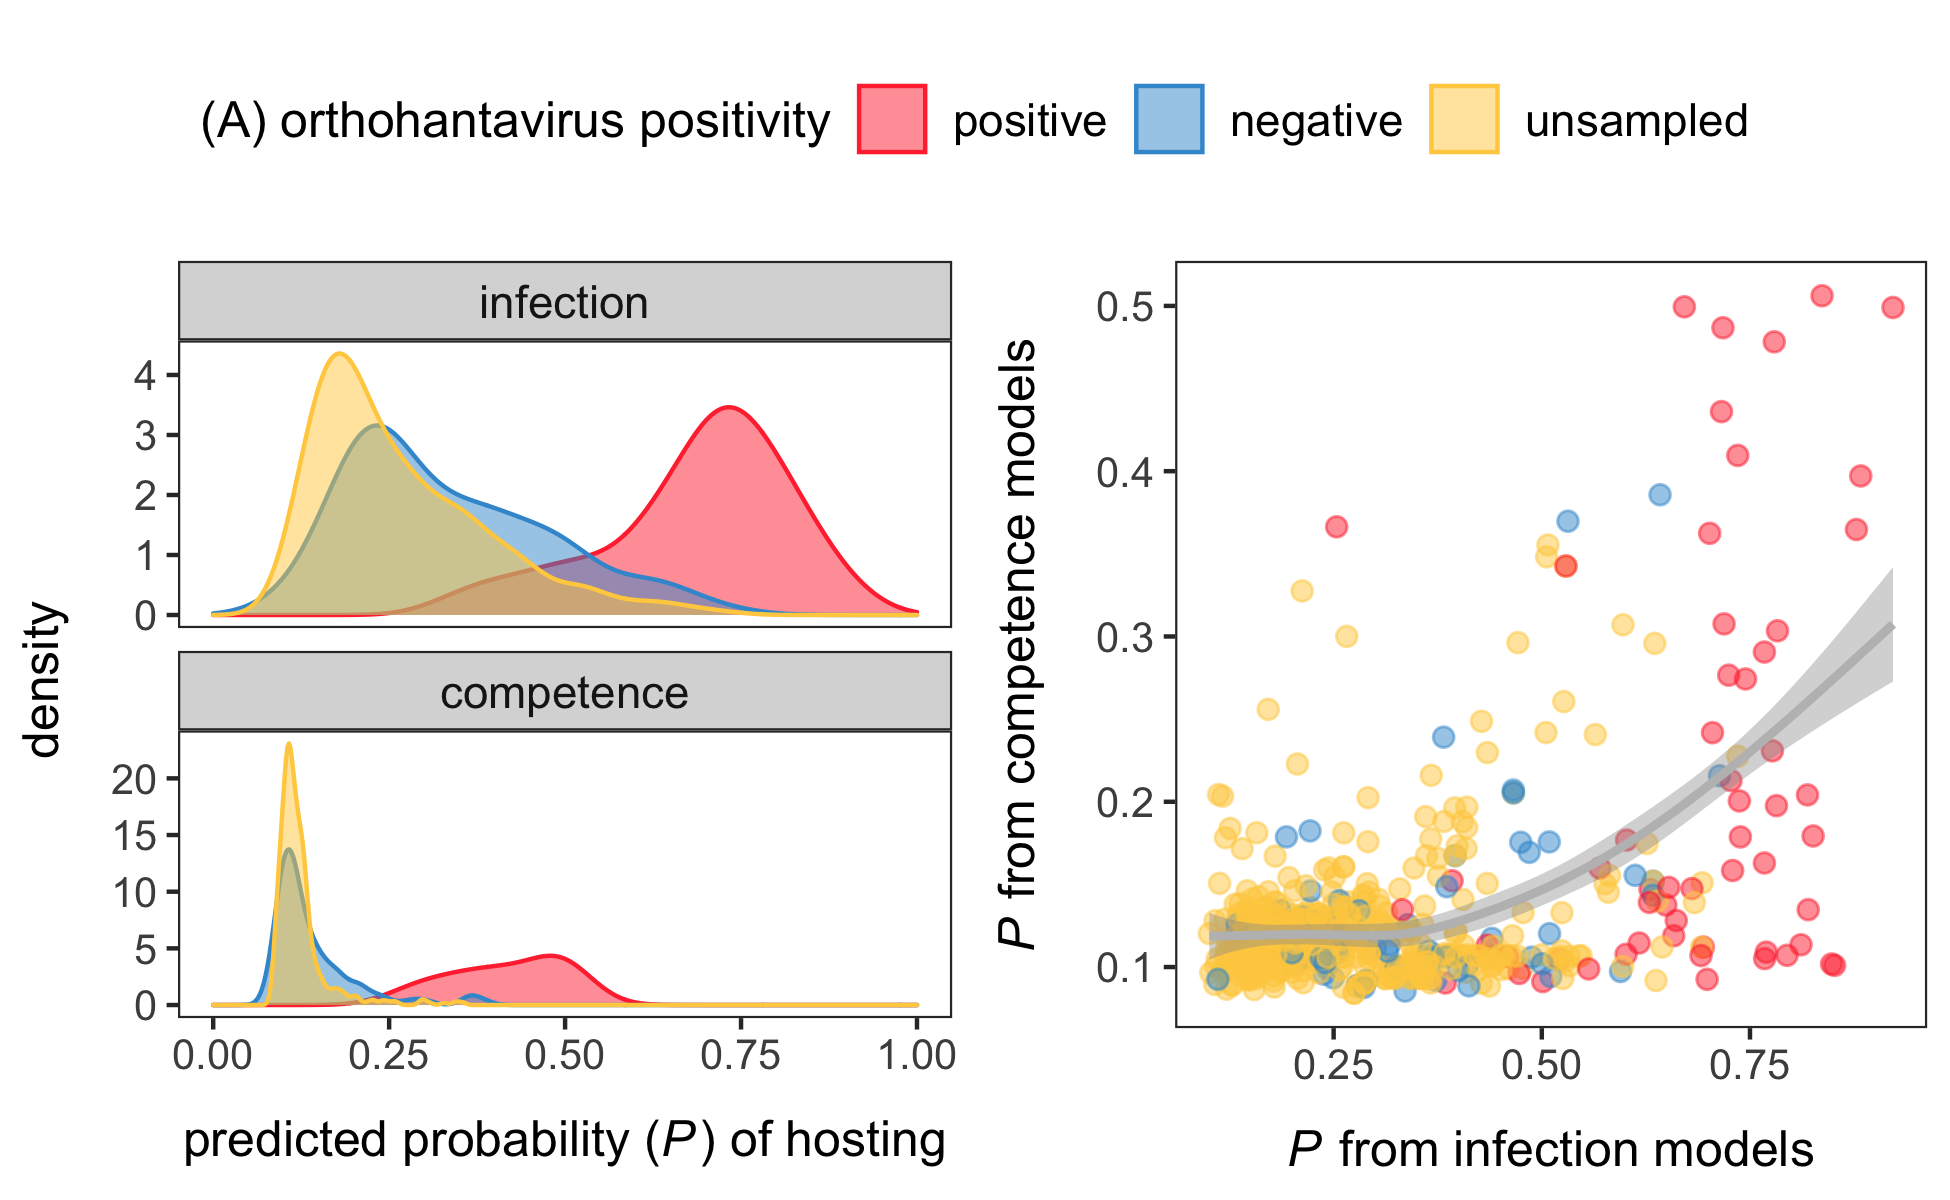 (A) orthohantavirus positivity positive negative unsampled
infection
4
3
2
1
0
competence
20
15
10
5
0
0.00 0.25 0.50 0.75 1.00
density
predicted probability (P) of hosting
0.5
0.4
0.3
0.2
0.1
0.25 0.50 0.75
P from competence models
P from infection models